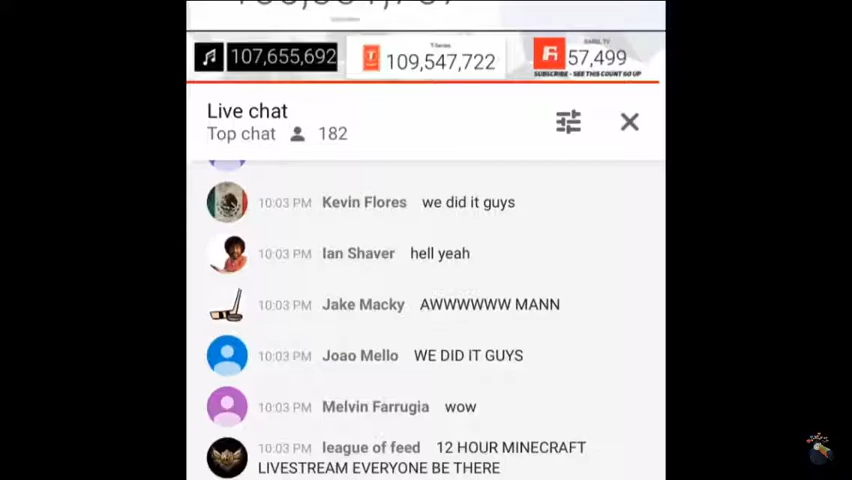 107,655,692
T-Series
109,547,722
57,499
SUBSCRIBE - SEE THIS COUNT GO UP
Live chat
Top chat 182
10:03 PM Kevin Flores we did it guys
10:03 PM Ian Shaver hell yeah
10:03 PM Jake Macky AWWWWWW MANN
10:03 PM Joao Mello WE DID IT GUYS
10:03 PM Melvin Farrugia wow
10:03 PM league of feed 12 HOUR MINECRAFT
LIVESTREAM EVERYONE BE THERE